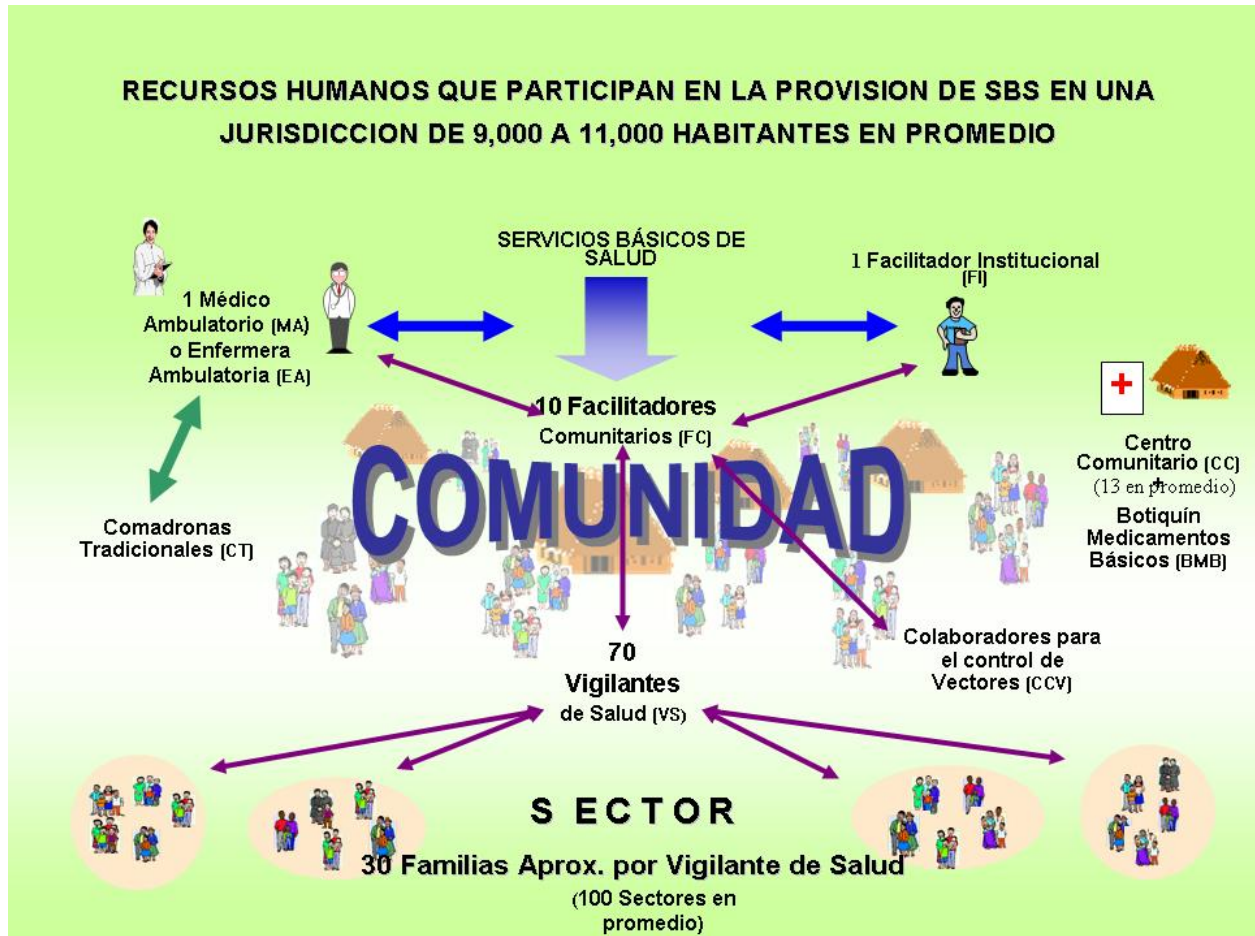 RECURSOS HUMANOS QUE PARTICIPAN EN LA PROVISION DE SBS EN UNA
JURISDICCION DE 9,000 A 11,000 HABITANTES EN PROMEDIO
SERVICIOS BÁSICOS DE
SALUD
1 Facilitador Institucional
(FI)
1 Médico
Ambulatorio (MA)
o Enfermera
Ambulatoria (EA)
10 Facilitadores
Comunitarios (FC)
COMUNIDAD
Centro
Comunitario (CC)
+
(13 en promedio)
Botiquín
Medicamentos
Básicos (BMB)
Comadronas
Tradicionales (CT)
70
Vigilantes
de Salud (VS)
Colaboradores para
el control de
Vectores (CCV)
S ECTOR
30 Familias Aprox. por Vigilante de Salud
(100 Sectores en
promedio)